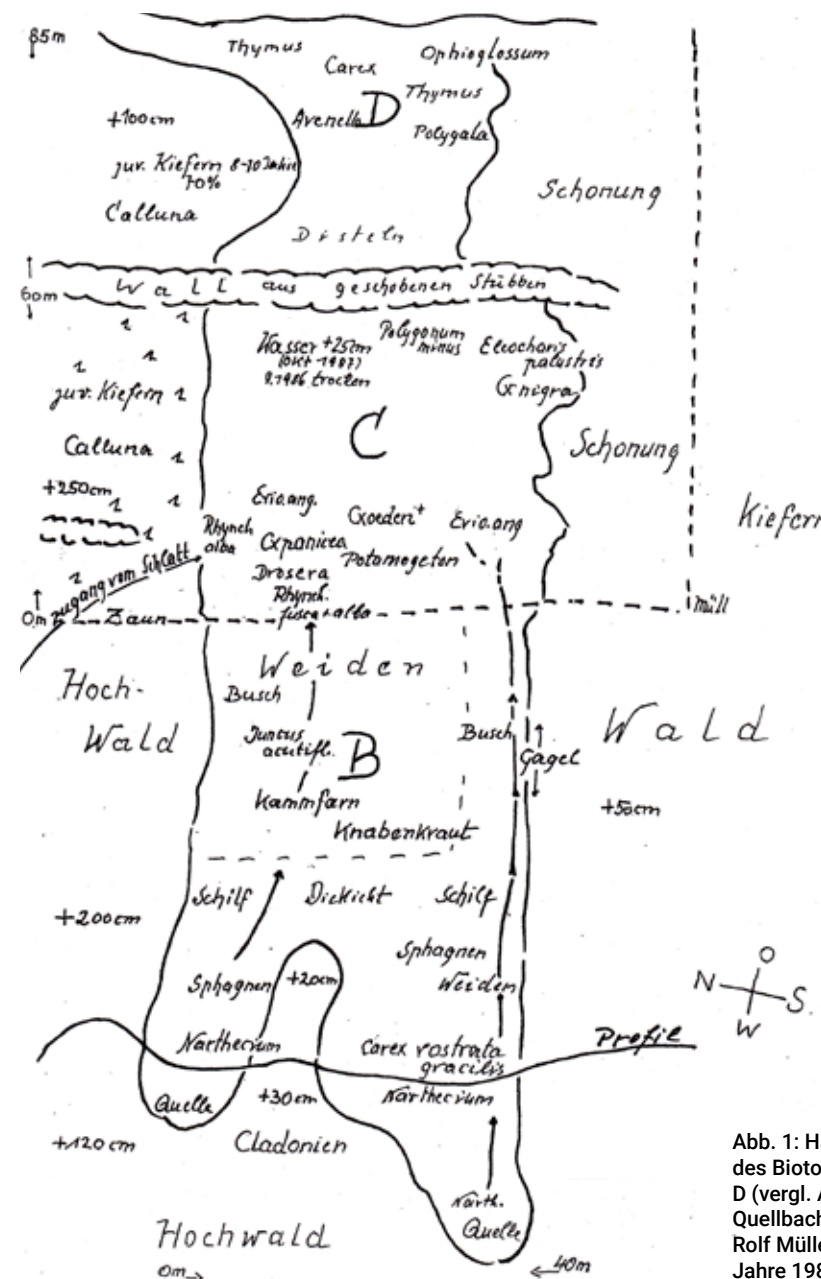 85m
Thymus
Carex
Ophioglossum
Thymus
Avenella D
Polygala
+100cm
juv. Kiefern 8-10 Jahre
70%
Calluna
Schonung
Disteln
60m
Wall aus geschobenen Stübben
Wasser +25cm
(Okt 1987)
9.1986 trocken
Polygonum
minus
Eleocharis
palustris
C.nigra
juv. Kiefern
C
Calluna
Schonung
+250cm
Kiefern
Erio.ang.
Rhynch
alba
C.oederi+
Erio.ang
C.panicea
Potamogeton
Drosera
Rhynch.
fusca+alba
zugang vom Schlatt
0m
Zaun
Müll
Weiden
Hoch-
Wald
Busch
Juncus
acutifl.
B
Busch
Gagel
Wald
Kammfarn
+50cm
Knabenkraut
Schilf
Dickicht
Schilf
+200cm
Sphagnen
Sphagnen
+20cm
Weiden
O
N
S
W
Profil
Narthecium
Carex rostrata
gracilis
Quelle
+30cm
Narthecium
+120cm
Cladonien
Narth.
Quelle
Hochwald
0m
40m
Abb. 1: H
des Bioto
D (vergl. A
Quellbach
Rolf Mülle
Jahre 198